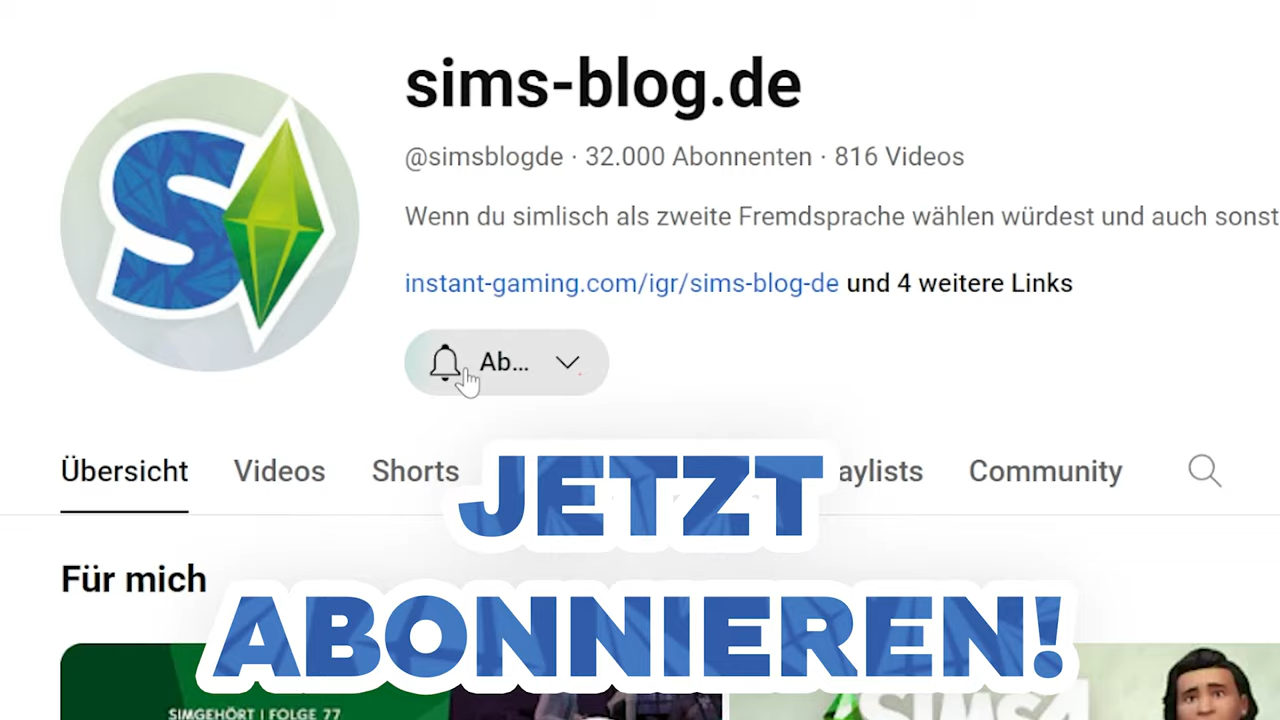 sims-blog.de
@simsblogde · 32.000 Abonnenten · 816 Videos
Wenn du simlisch als zweite Fremdsprache wählen würdest und auch sonst
instant-gaming.com/igr/sims-blog-de und 4 weitere Links
Ab...
Übersicht Videos Shorts aylists Community
JETZT
Für mich
ABONNIEREN!
SIMGEHÖRT | FOLGE 77
SIMS4